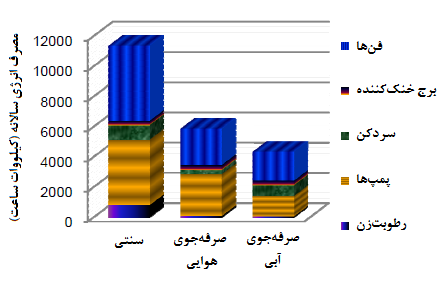 مصرف انرژی سالانه (کیلووات ساعت)
12000
10000
8000
6000
4000
2000
0
سنتی
صرفه‌جوی
هوایی
صرفه‌جوی
آبی
فن‌ها
برج خنک‌کننده
سردکن
پمپ‌ها
رطوبت‌زن